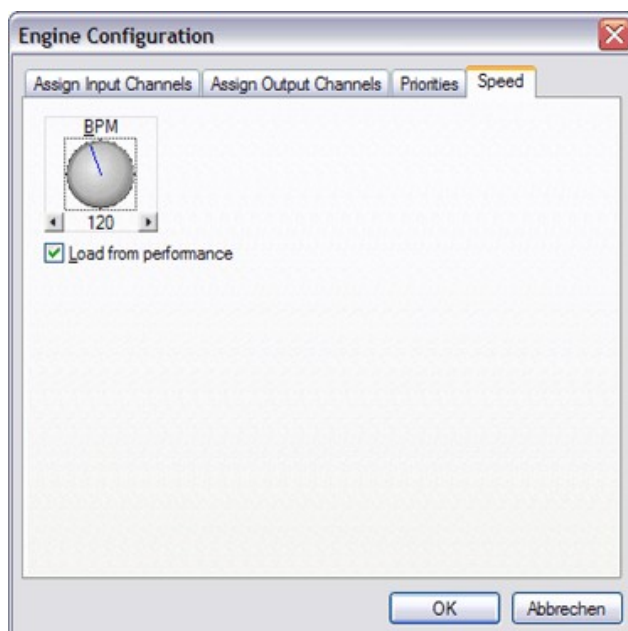 Engine Configuration
Assign Input Channels Assign Output Channels Priorities Speed
BPM
120
Load from performance
OK Abbrechen